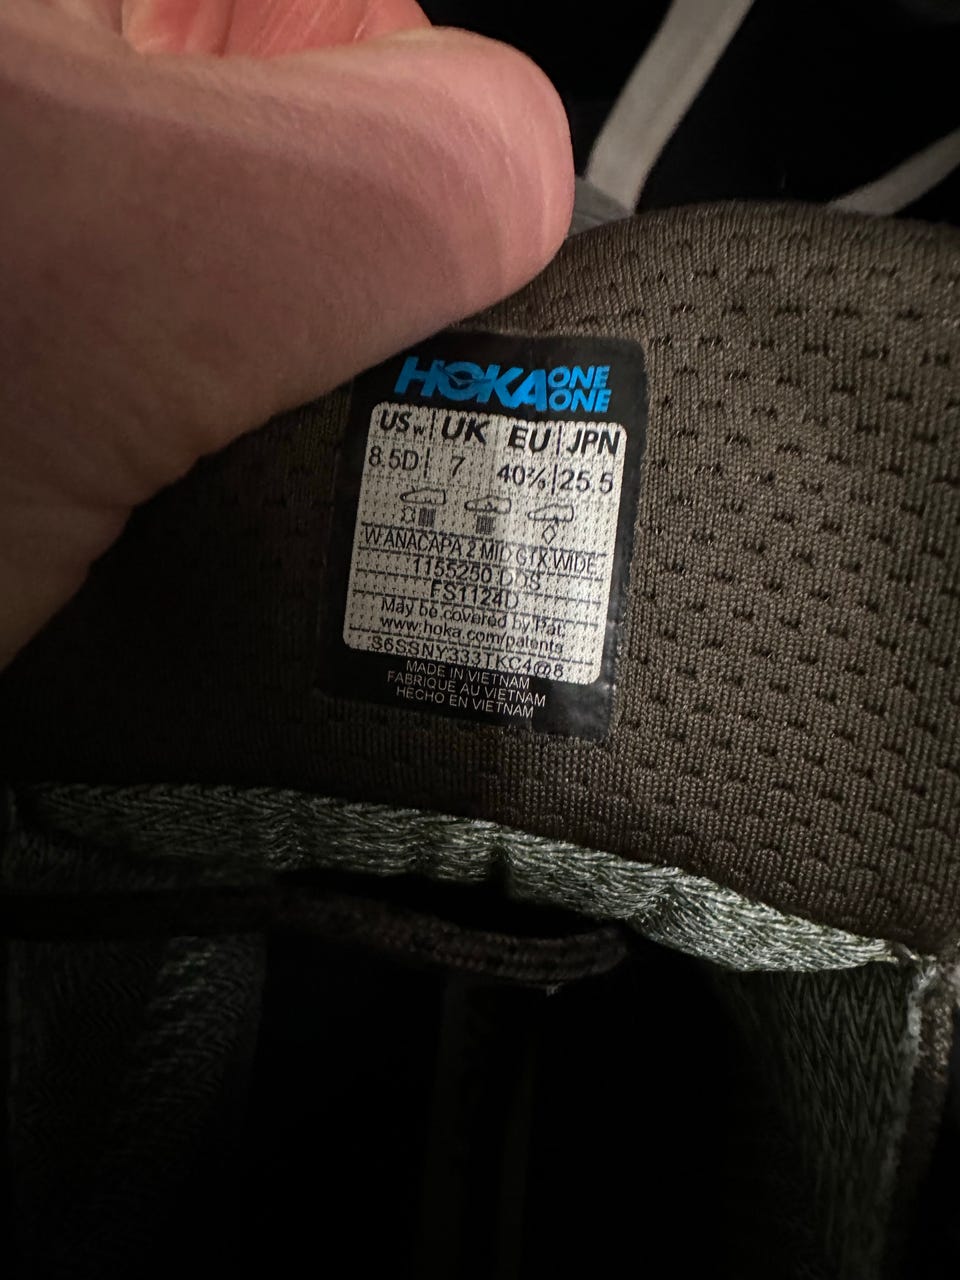 HOKA ONE ONE
USw UK EU JPN
8.5D 7 40⅔ 25.5
W ANACAPA 2 MID GTX WIDE
1155250 DDS
FS1124D
May be covered by Pat.
www.hoka.com/patents
S6SSNY333TKC4@8
MADE IN VIETNAM
FABRIQUE AU VIETNAM
HECHO EN VIETNAM